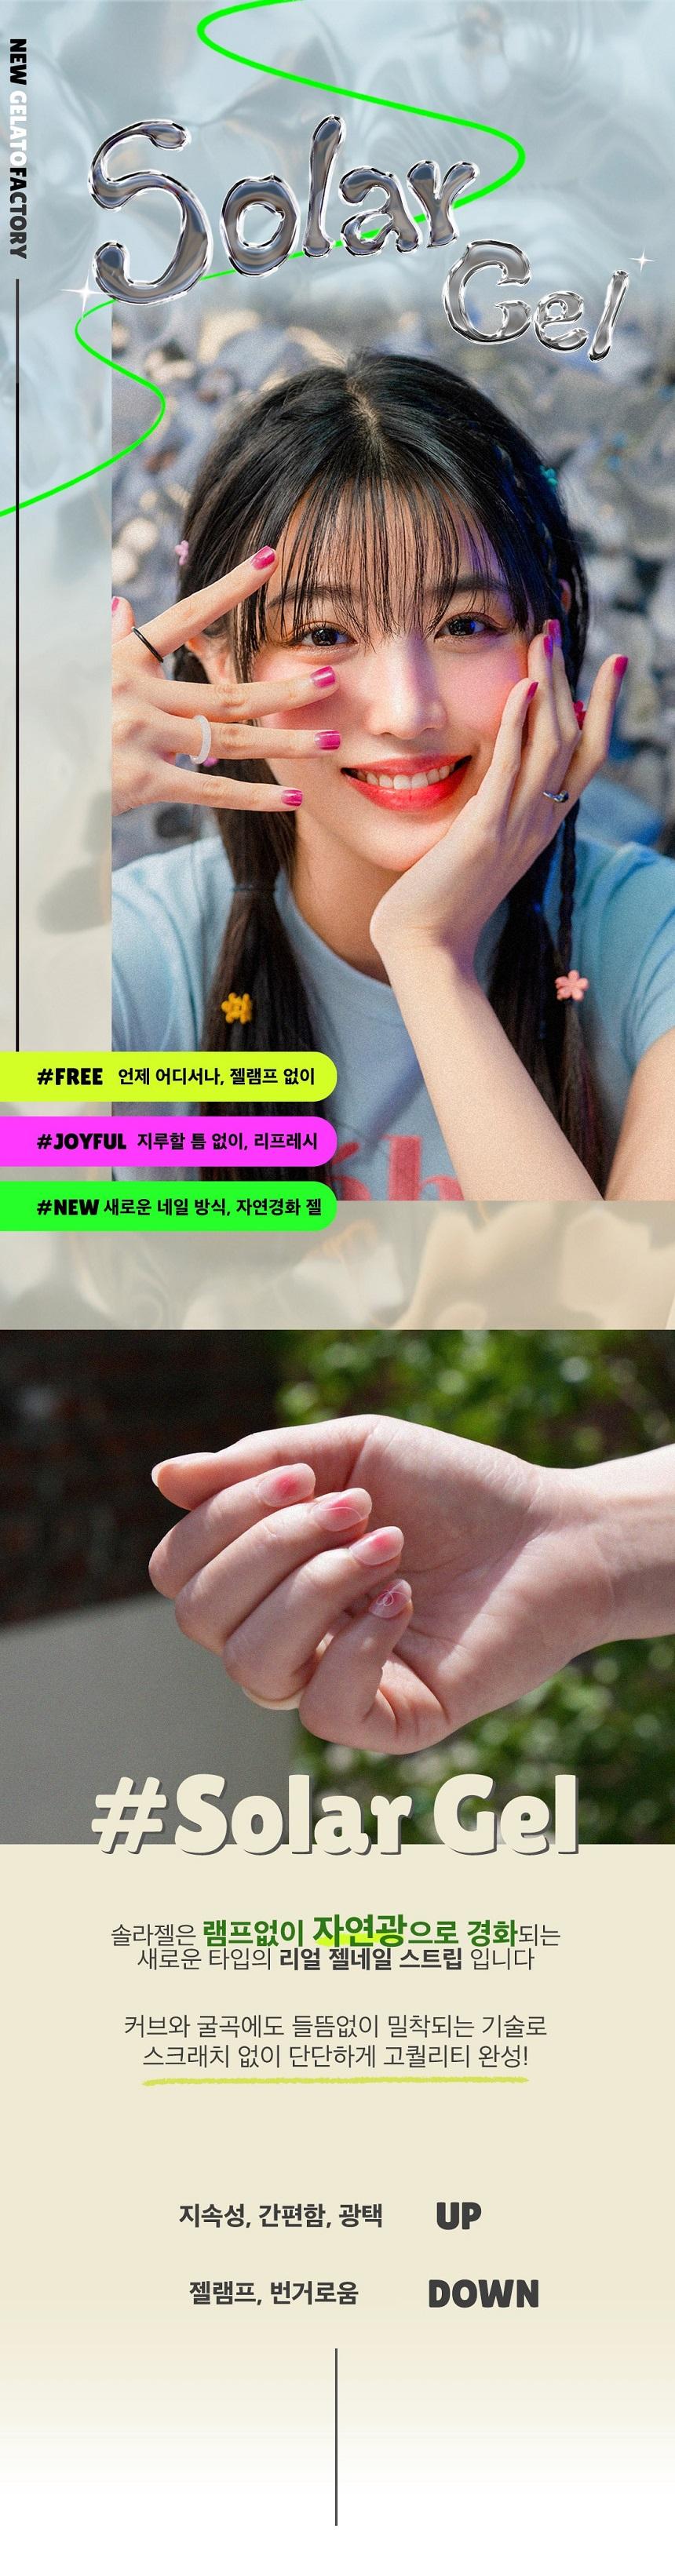 NEW GELATO FACTORY
Solar
Gel
#FREE 언제 어디서나, 젤램프 없이
#JOYFUL 지루할 틈 없이, 리프레시
#NEW 새로운 네일 방식, 자연경화 젤
#Solar Gel
솔라젤은 램프없이 자연광으로 경화되는
새로운 타입의 리얼 젤네일 스트립 입니다
커브와 굴곡에도 들뜸없이 밀착되는 기술로
스크래치 없이 단단하게 고퀄리티 완성!
지속성, 간편함, 광택 UP
젤램프, 번거로움 DOWN